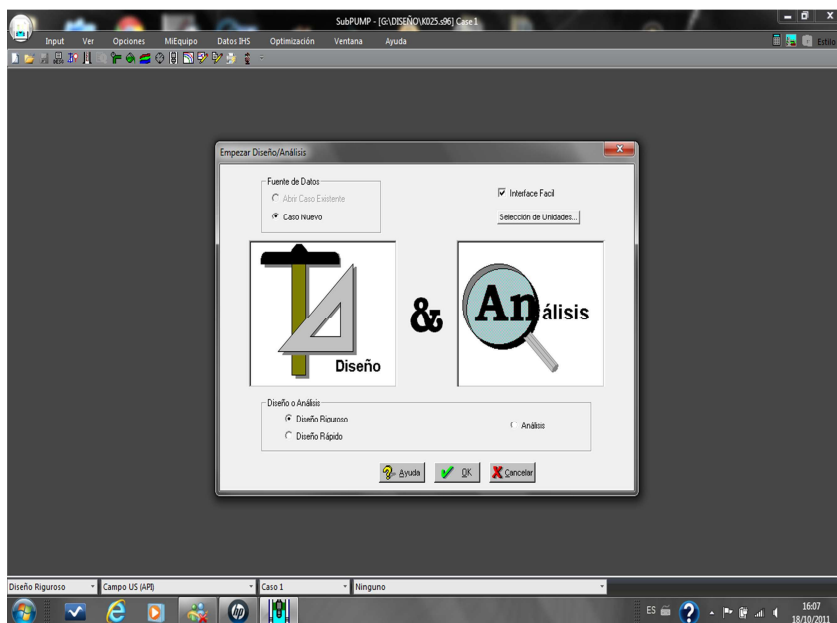 SubPUMP - [G:\DISEÑO\K025.s96] Case 1
Input Ver Opciones MiEquipo Datos IHS Optimización Ventana Ayuda
Estilo
Empezar Diseño/Análisis
Fuente de Datos
Abrir Caso Existente
Caso Nuevo
Interface Facil
Selección de Unidades...
Diseño
&
Análisis
Diseño o Análisis
Diseño Riguroso
Diseño Rápido
Análisis
Ayuda OK Cancelar
Diseño Riguroso Campo US (API) Caso 1 Ninguno
hp
ES
16:07
18/10/2011